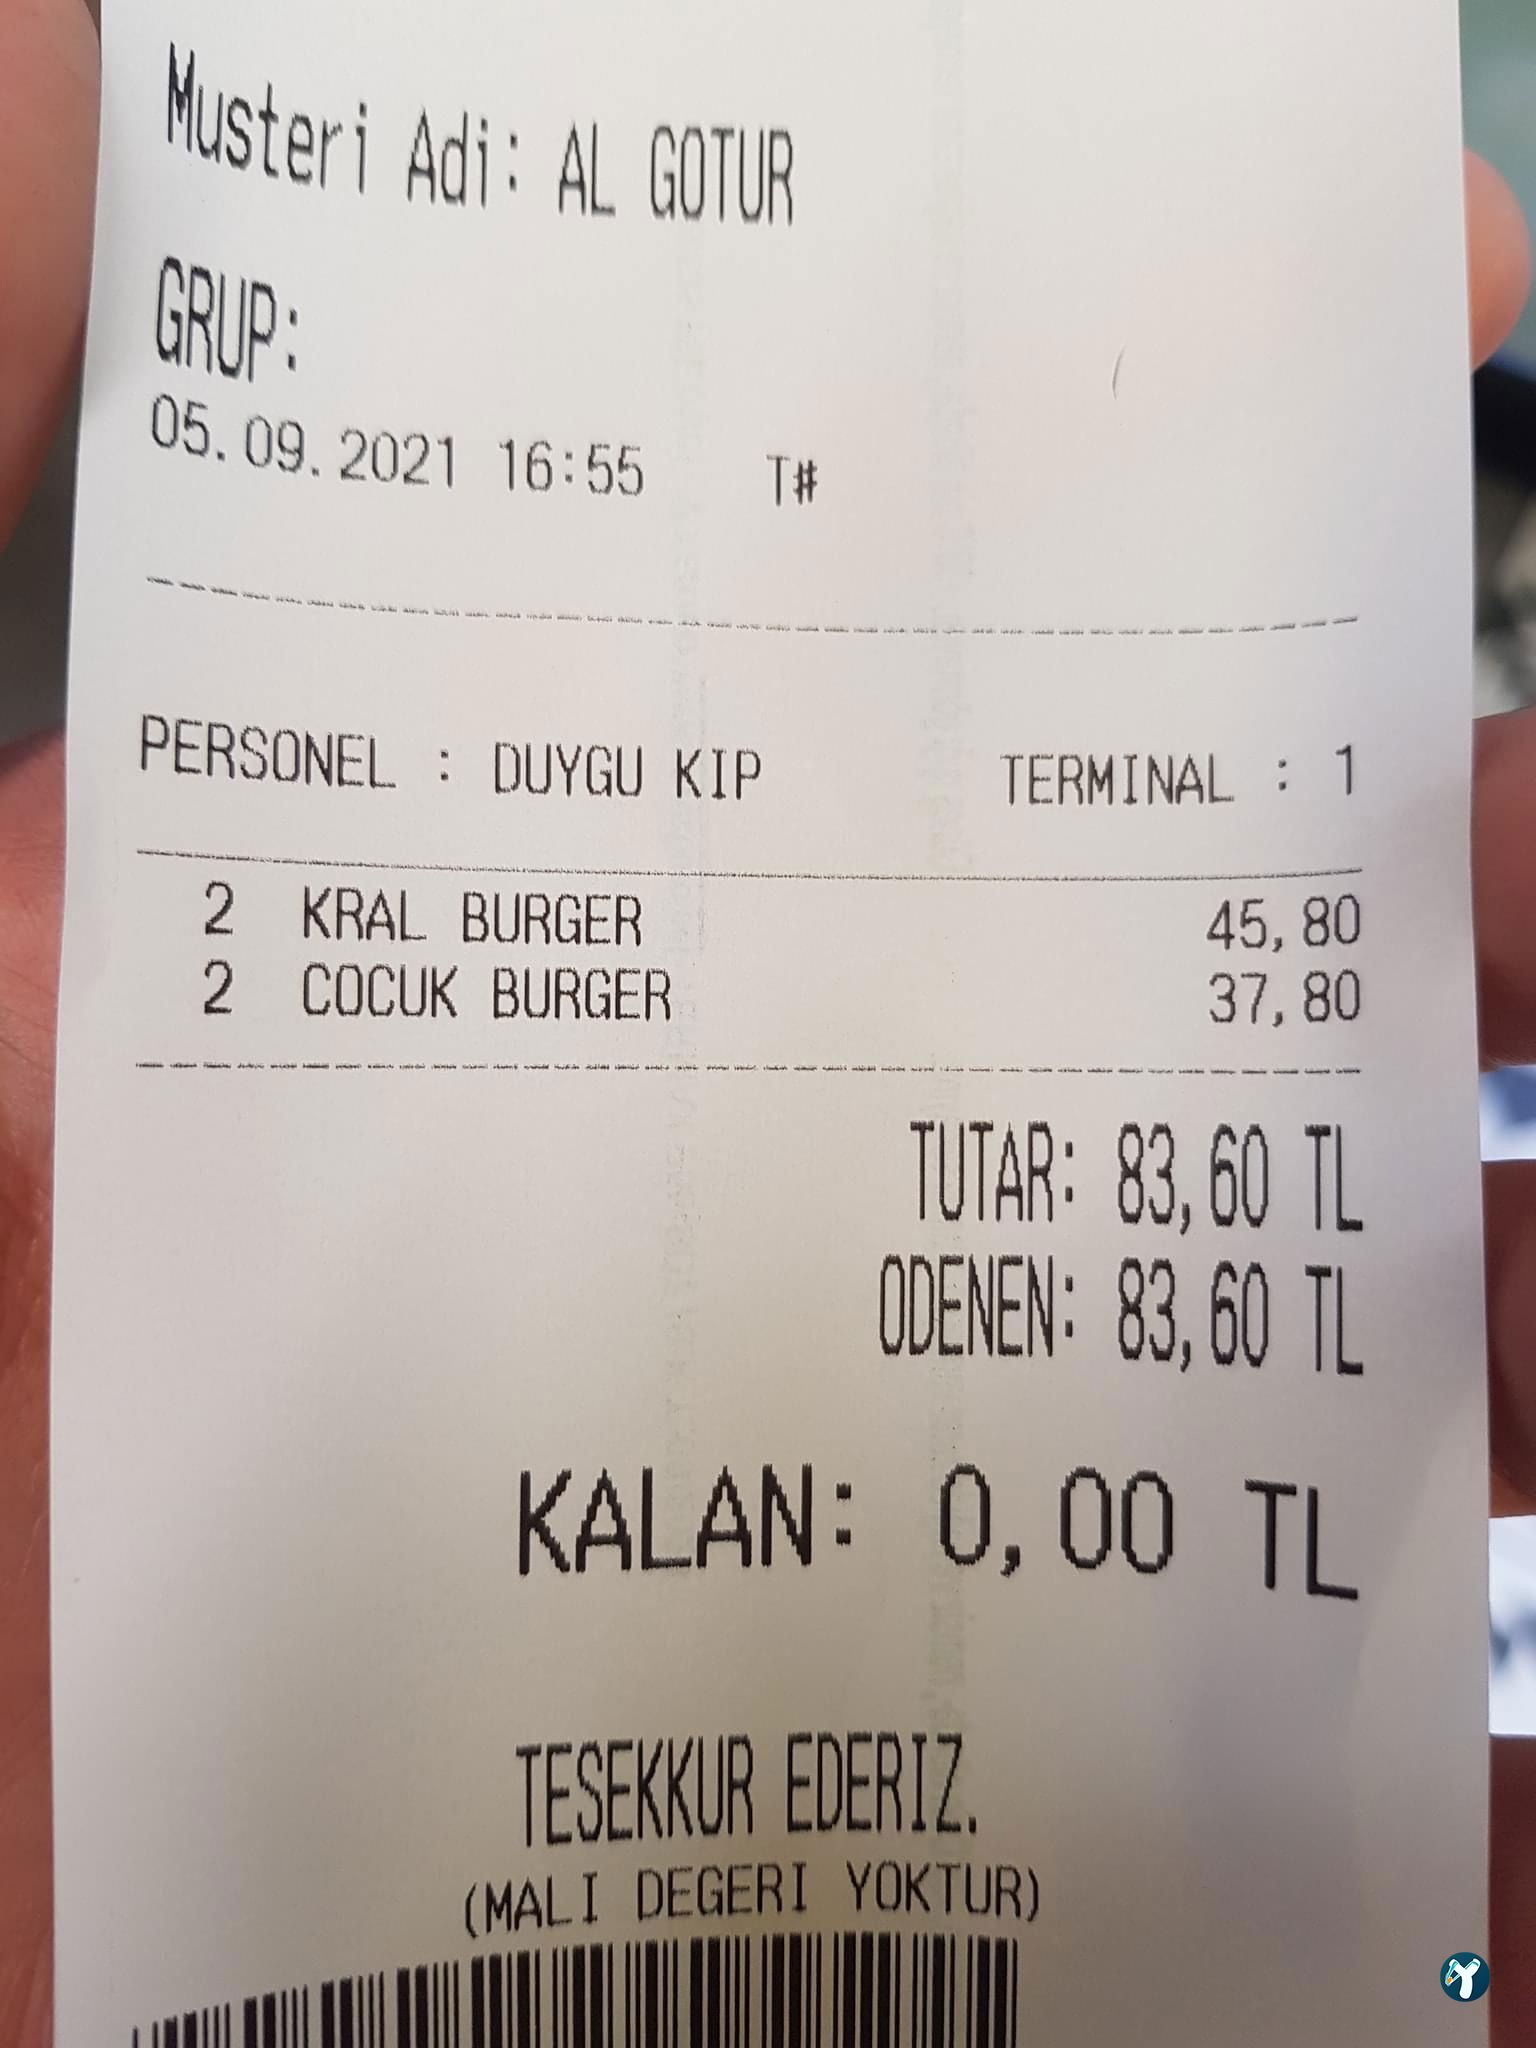 Musteri Adi: AL GOTUR
GRUP:
05.09.2021 16:55 T#
PERSONEL : DUYGU KIP TERMINAL : 1
2 KRAL BURGER 45,80
2 COCUK BURGER 37,80
TUTAR: 83,60 TL
ODENEN: 83,60 TL
KALAN: 0,00 TL
TESEKKUR EDERIZ.
(MALI DEGERI YOKTUR)